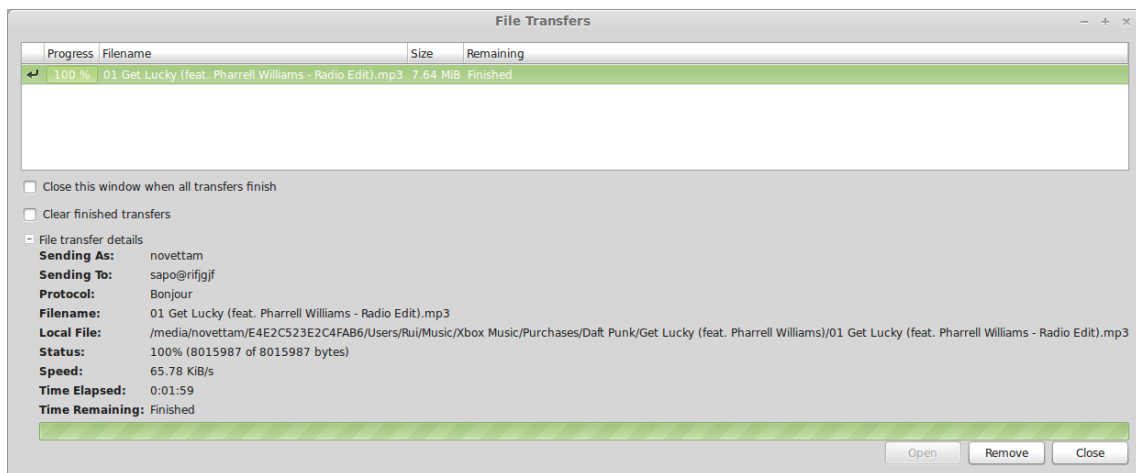 File Transfers
Progress Filename Size Remaining
100 % 01 Get Lucky (feat. Pharrell Williams - Radio Edit).mp3 7.64 MiB Finished
Close this window when all transfers finish
Clear finished transfers
File transfer details
Sending As: novettam
Sending To: sapo@rifjgjf
Protocol: Bonjour
Filename: 01 Get Lucky (feat. Pharrell Williams - Radio Edit).mp3
Local File: /media/novettam/E4E2C523E2C4FAB6/Users/Rui/Music/Xbox Music/Purchases/Daft Punk/Get Lucky (feat. Pharrell Williams)/01 Get Lucky (feat. Pharrell Williams - Radio Edit).mp3
Status: 100% (8015987 of 8015987 bytes)
Speed: 65.78 KiB/s
Time Elapsed: 0:01:59
Time Remaining: Finished
Open Remove Close